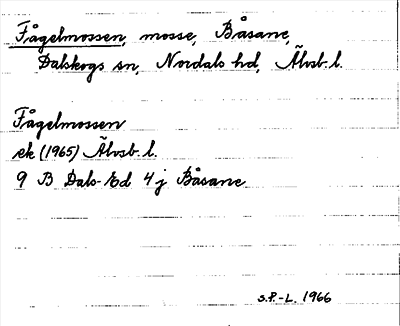 Fågelmossen, mosse, Båsane,
Dalskogs sn, Nordals hd, Älvsb. l.
Fågelmossen
ek (1965) Älvsb. l.
9 B Dals-Ed 4 j Båsane
S.P.-L. 1966